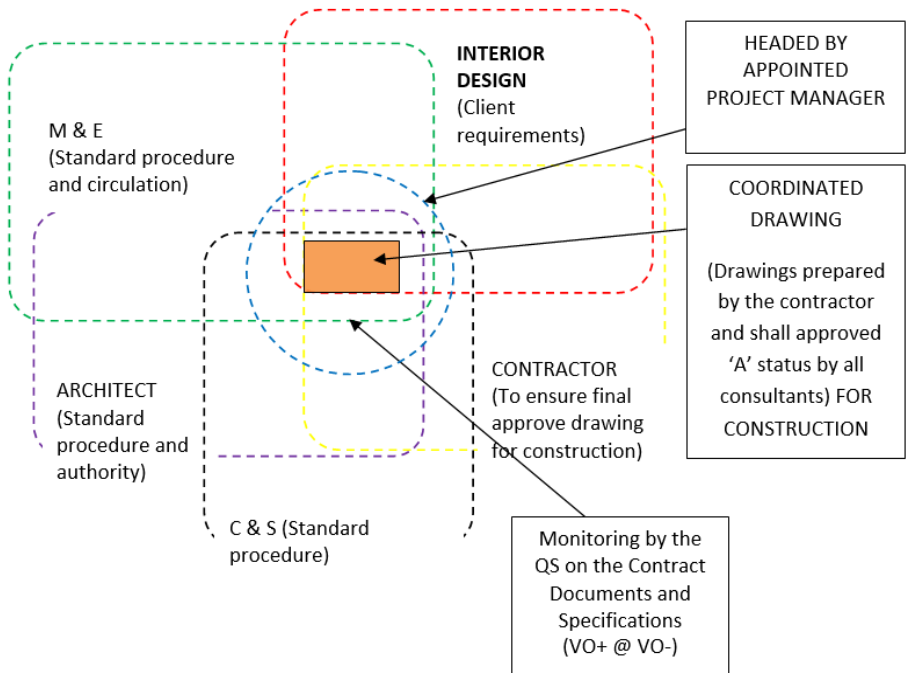 INTERIOR
DESIGN
(Client
requirements)
HEADED BY
APPOINTED
PROJECT MANAGER
M & E
(Standard procedure
and circulation)
COORDINATED
DRAWING
(Drawings prepared
by the contractor
and shall approved
‘A’ status by all
consultants) FOR
CONSTRUCTION
ARCHITECT
(Standard
procedure and
authority)
CONTRACTOR
(To ensure final
approve drawing
for construction)
C & S (Standard
procedure)
Monitoring by the
QS on the Contract
Documents and
Specifications
(VO+ @ VO-)